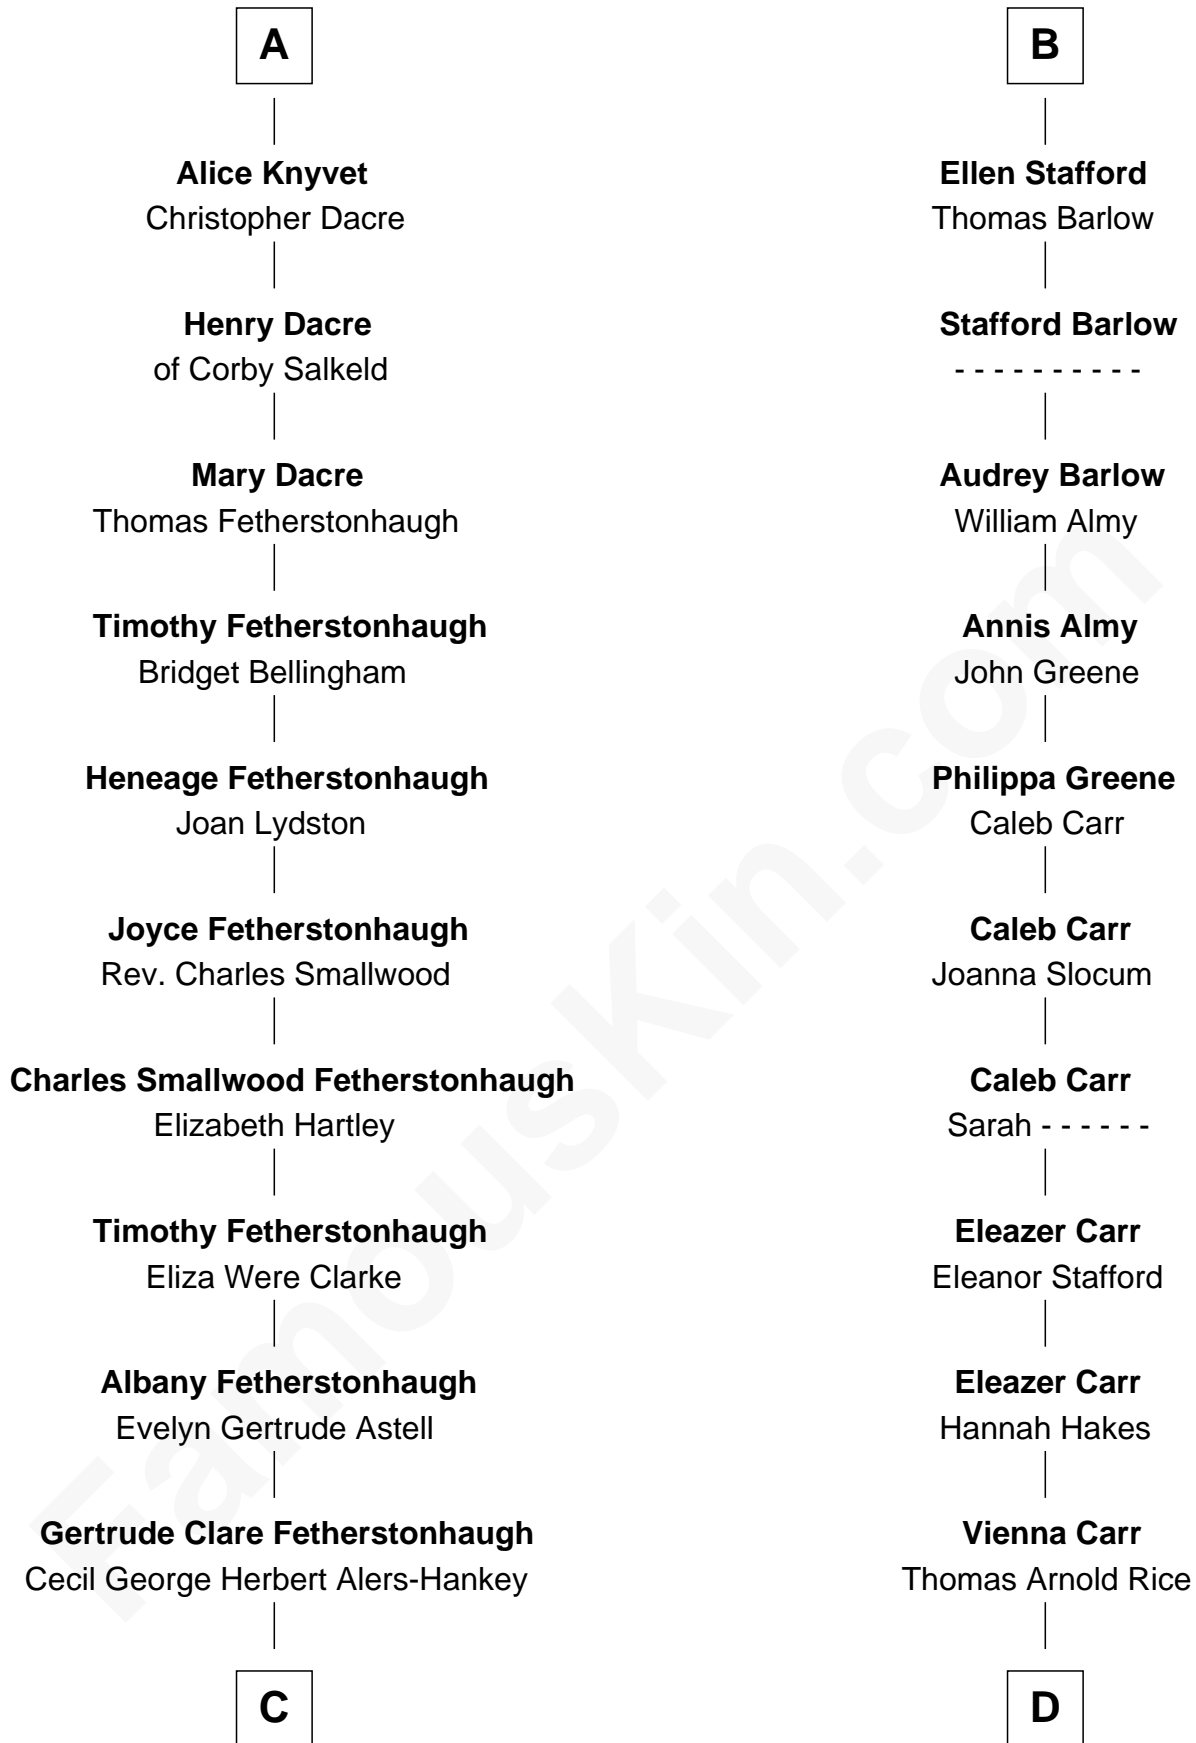 A
Alice Knyvet
Christopher Dacre
Henry Dacre
of Corby Salkeld
Mary Dacre
Thomas Fetherstonhaugh
Timothy Fetherstonhaugh
Bridget Bellingham
Heneage Fetherstonhaugh
Joan Lydston
Joyce Fetherstonhaugh
Rev. Charles Smallwood
Charles Smallwood Fetherstonhaugh
Elizabeth Hartley
Timothy Fetherstonhaugh
Eliza Were Clarke
Albany Fetherstonhaugh
Evelyn Gertrude Astell
Gertrude Clare Fetherstonhaugh
Cecil George Herbert Alers-Hankey
C
B
Ellen Stafford
Thomas Barlow
Stafford Barlow
- - - - - - - - - -
Audrey Barlow
William Almy
Annis Almy
John Greene
Philippa Greene
Caleb Carr
Caleb Carr
Joanna Slocum
Caleb Carr
Sarah - - - - - -
Eleazer Carr
Eleanor Stafford
Eleazer Carr
Hannah Hakes
Vienna Carr
Thomas Arnold Rice
D
FamousKin.com